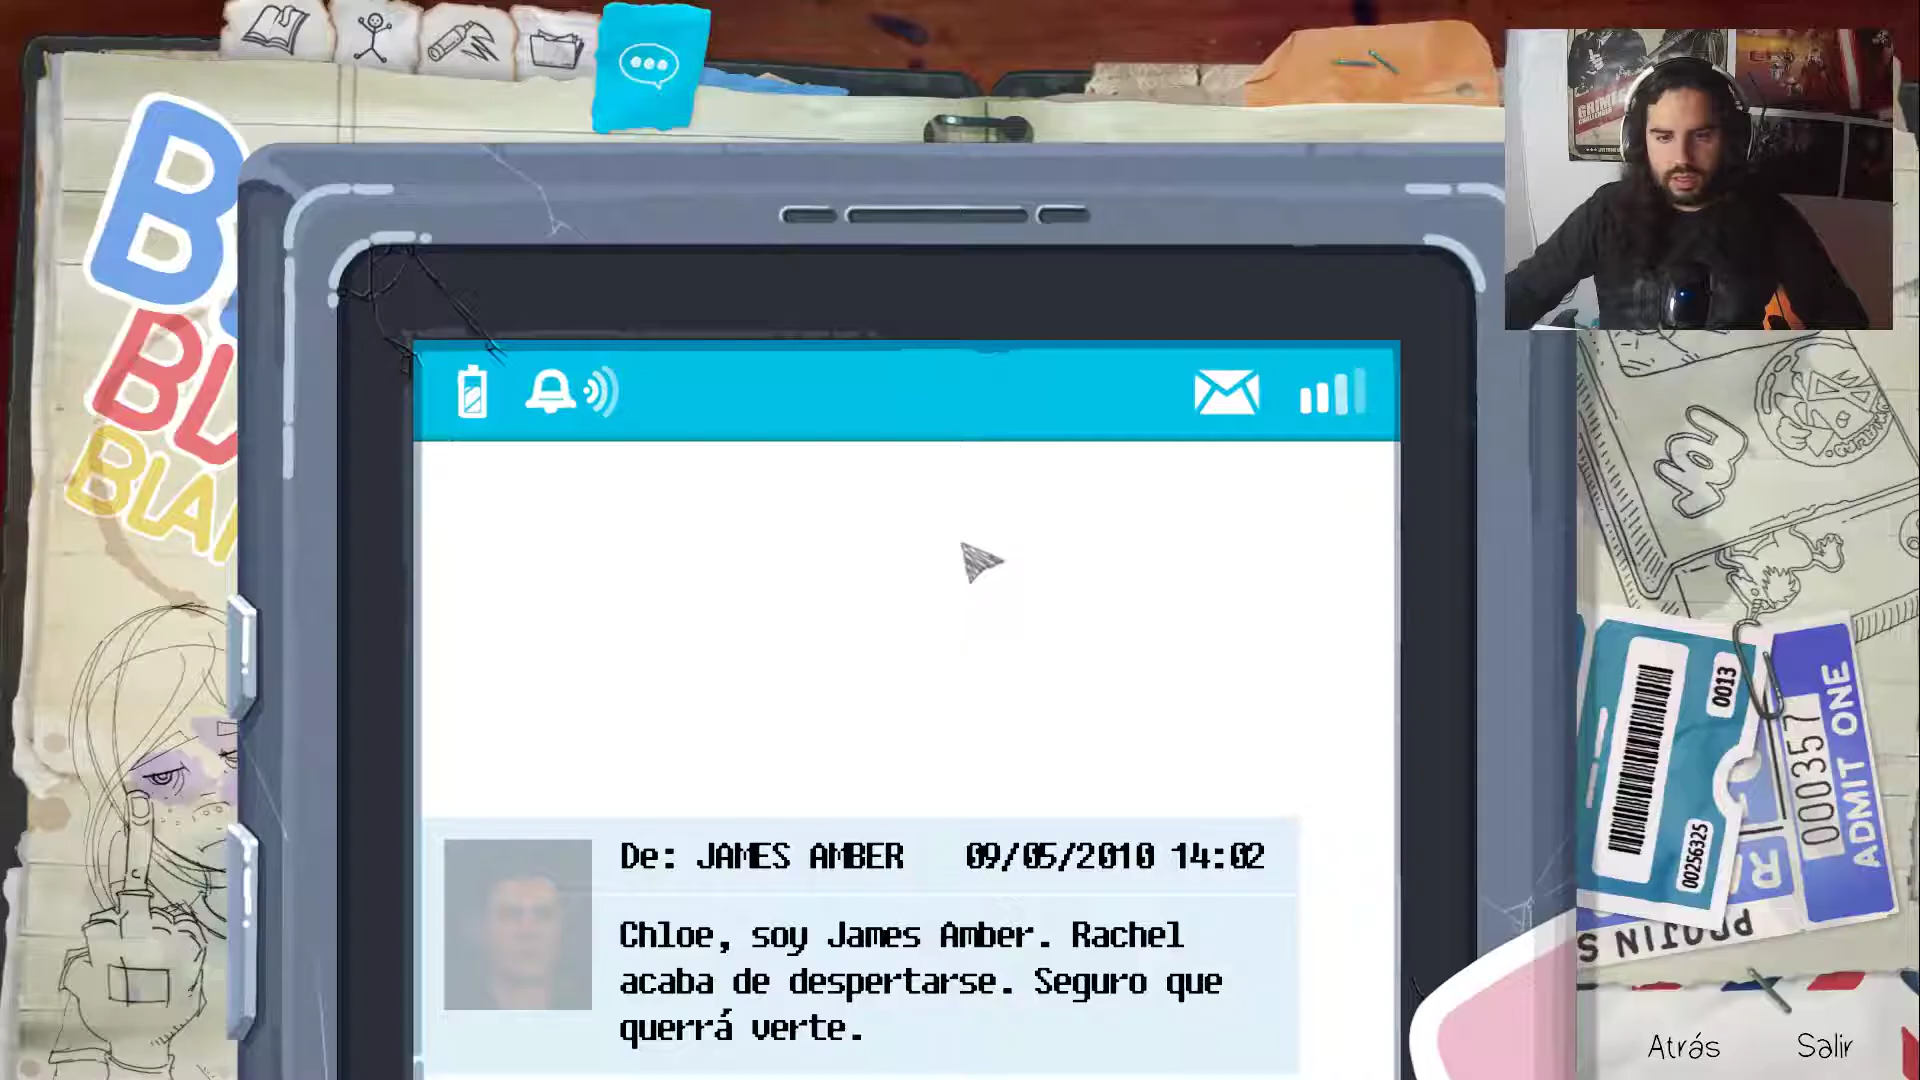 De: JAMES AMBER 09/05/2010 14:02
Chloe, soy James Amber. Rachel
acaba de despertarse. Seguro que
querrá verte.
0013
00256325
000357
ADMIT ONE
Atrás
Salir